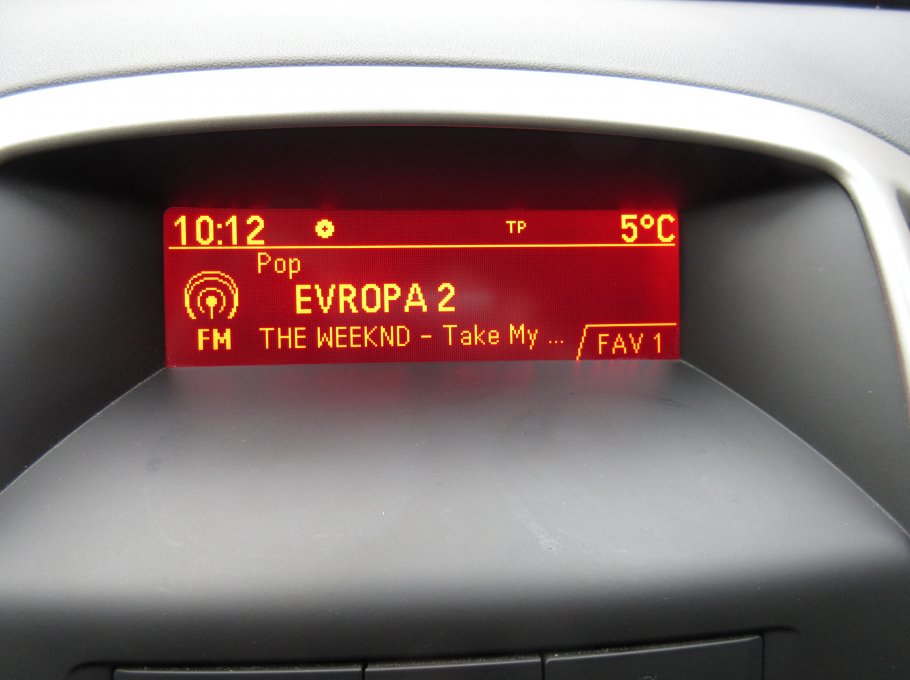 10:12 TP 5°C
Pop
EVROPA 2
FM THE WEEKND - Take My ... FAV 1